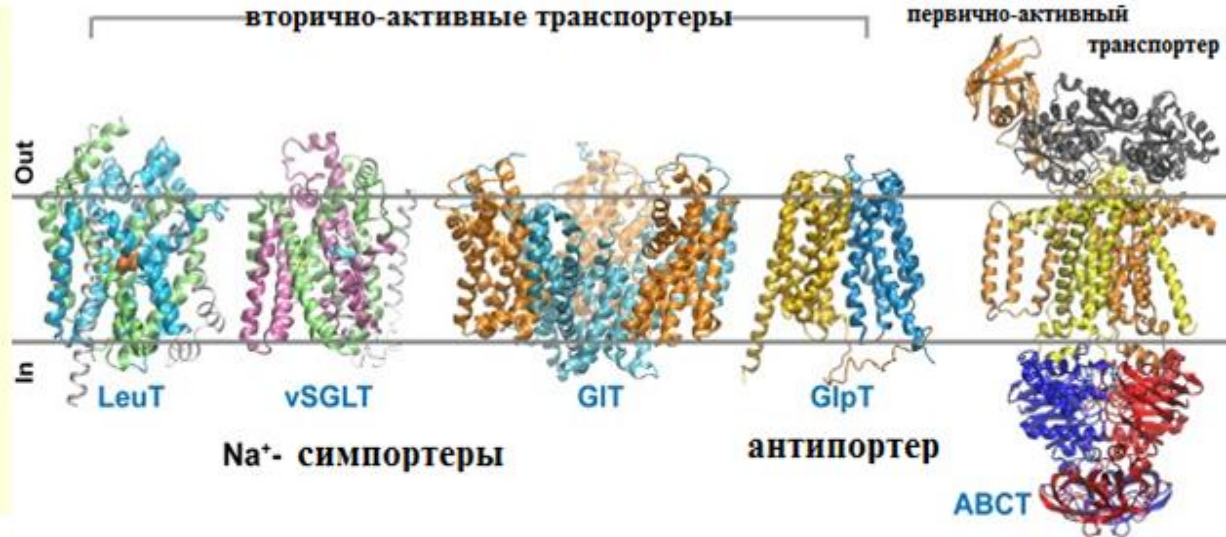 вторично-активные транспортеры
первично-активный
транспортер
Out
In
LeuT
vSGLT
GlT
GlpT
Na⁺- симпортеры
антипортер
ABCT